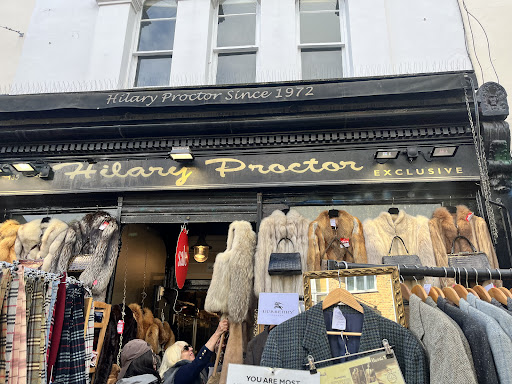 Hilary Proctor Since 1972
Hilary Proctor
EXCLUSIVE
BURBERRY
YOU ARE MOST